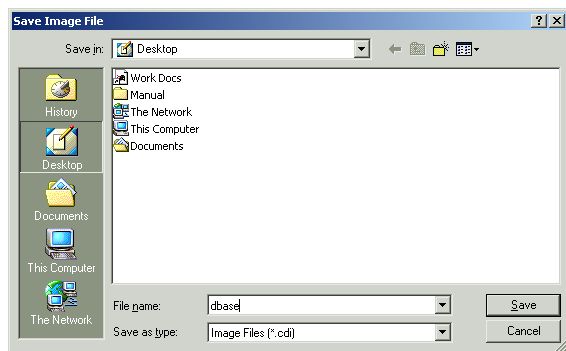 Save Image File
Save in: Desktop
History
Desktop
Documents
This Computer
The Network
Work Docs
Manual
The Network
This Computer
Documents
File name: dbase Save
Save as type: Image Files (*.cdi) Cancel